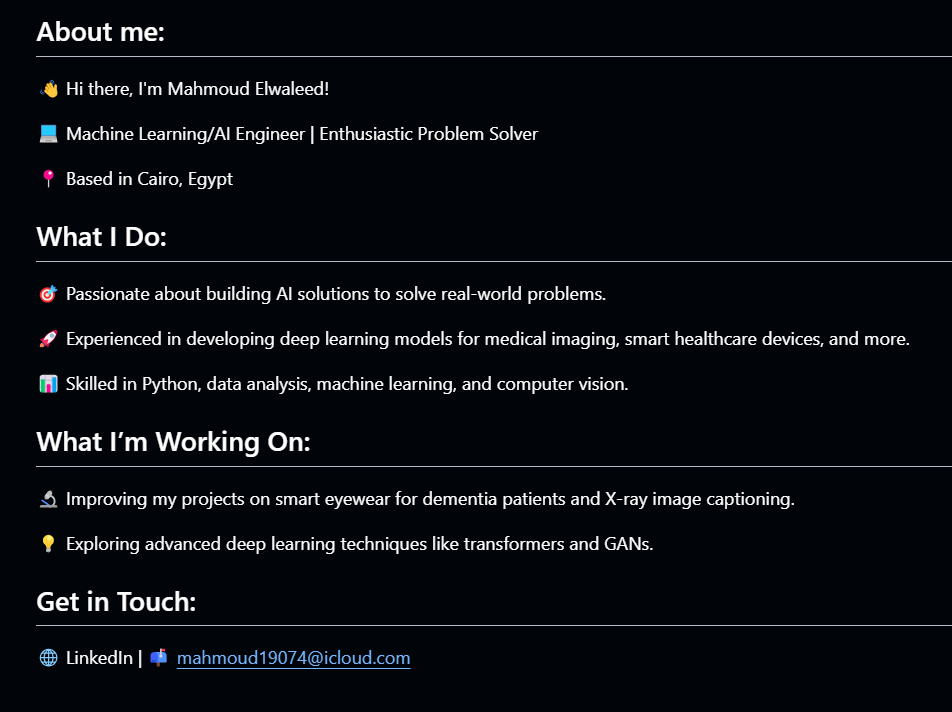 About me:
👋 Hi there, I'm Mahmoud Elwaleed!
💻 Machine Learning/AI Engineer | Enthusiastic Problem Solver
📍 Based in Cairo, Egypt
What I Do:
🎯 Passionate about building AI solutions to solve real-world problems.
🚀 Experienced in developing deep learning models for medical imaging, smart healthcare devices, and more.
📊 Skilled in Python, data analysis, machine learning, and computer vision.
What I’m Working On:
🔬 Improving my projects on smart eyewear for dementia patients and X-ray image captioning.
💡 Exploring advanced deep learning techniques like transformers and GANs.
Get in Touch:
🌐 LinkedIn | 📫 mahmoud19074@icloud.com